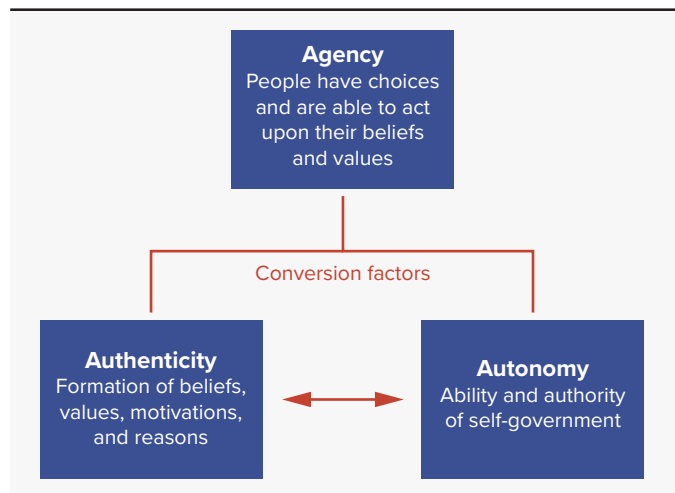 Agency
People have choices
and are able to act
upon their beliefs
and values
Conversion factors
Authenticity
Formation of beliefs,
values, motivations,
and reasons
Autonomy
Ability and authority
of self-government